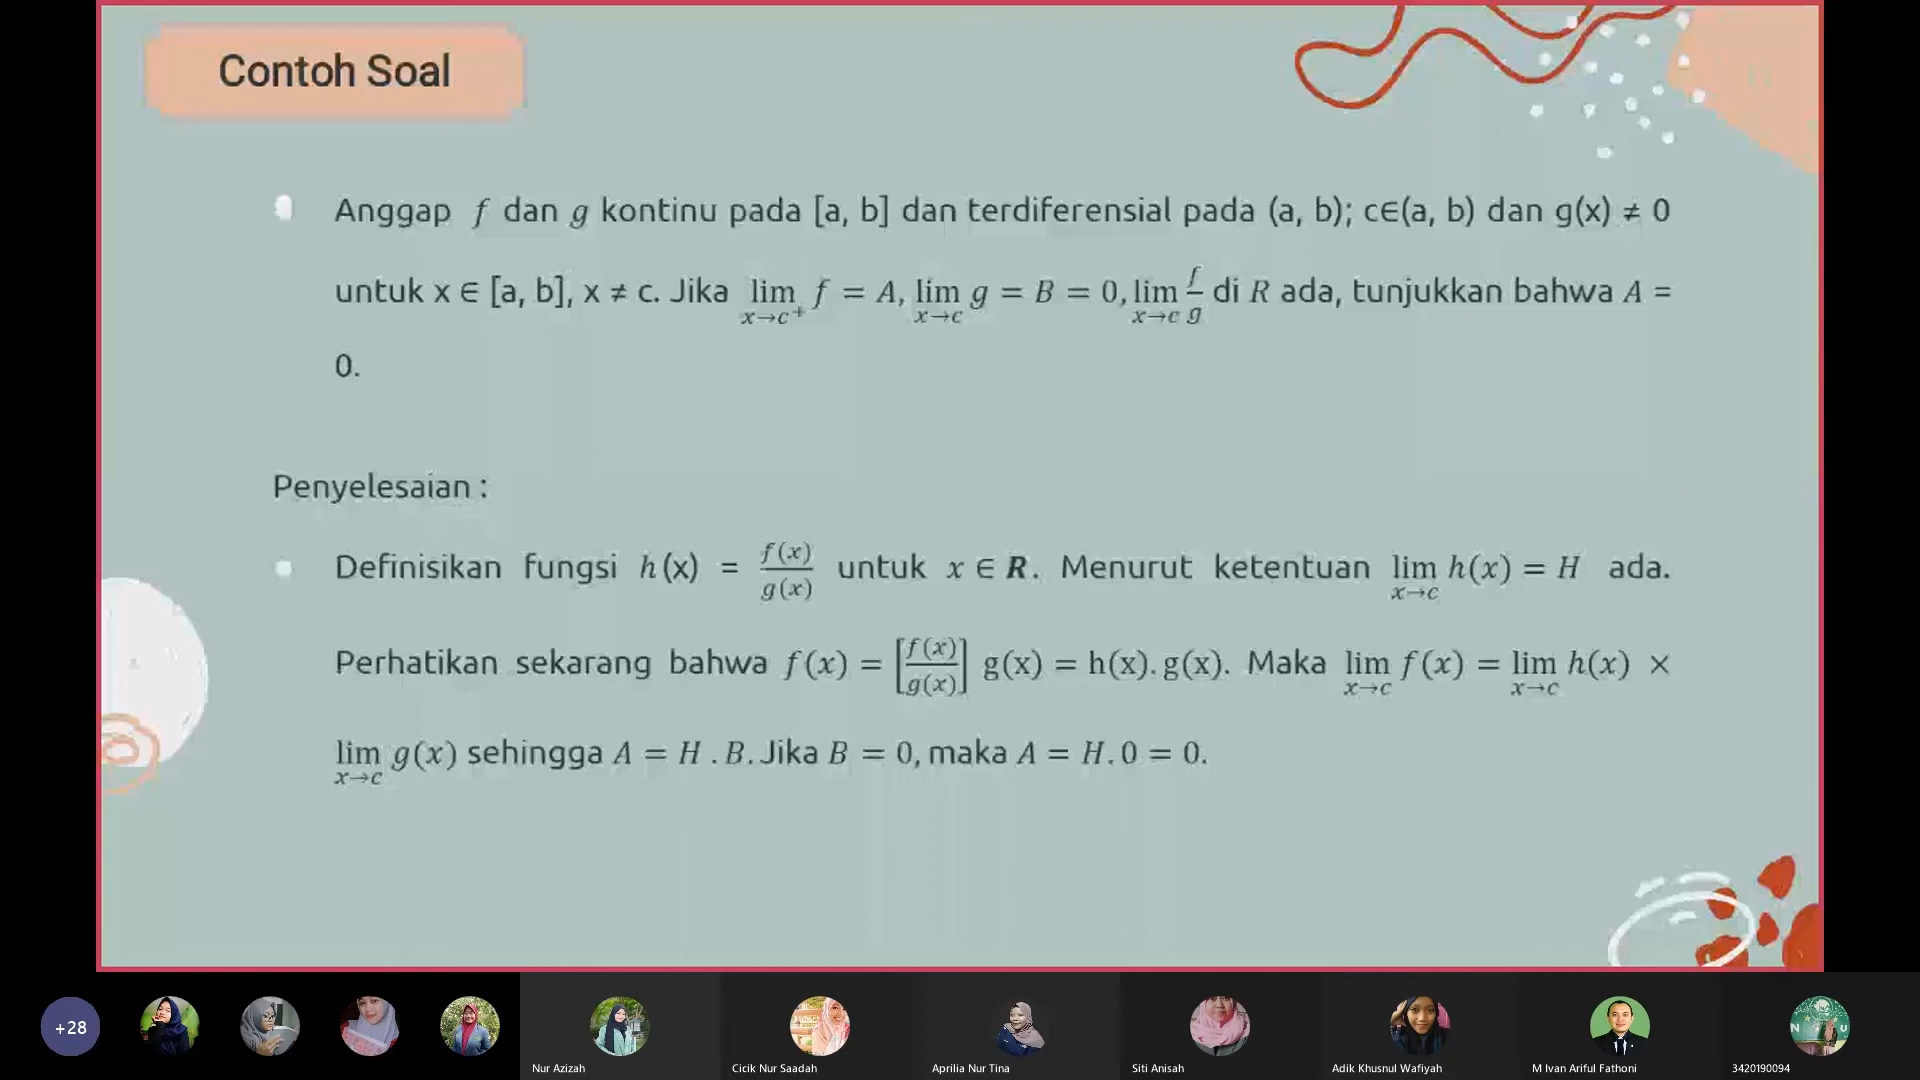 Contoh Soal
Anggap f dan g kontinu pada [a, b] dan terdiferensial pada (a, b); c∈(a, b) dan g(x) ≠ 0
untuk x ∈ [a, b], x ≠ c. Jika lim_{x→c⁺} f = A, lim_{x→c} g = B = 0, lim_{x→c} f/g di R ada, tunjukkan bahwa A =
0.
Penyelesaian :
Definisikan fungsi h(x) = f(x)/g(x) untuk x ∈ R. Menurut ketentuan lim_{x→c} h(x) = H ada.
Perhatikan sekarang bahwa f(x) = [f(x)/g(x)] g(x) = h(x). g(x). Maka lim_{x→c} f(x) = lim_{x→c} h(x) ×
lim_{x→c} g(x) sehingga A = H . B. Jika B = 0, maka A = H. 0 = 0.
+28
Nur Azizah
Cicik Nur Saadah
Aprilia Nur Tina
Siti Anisah
Adik Khusnul Wafiyah
M Ivan Ariful Fathoni
N U
3420190094